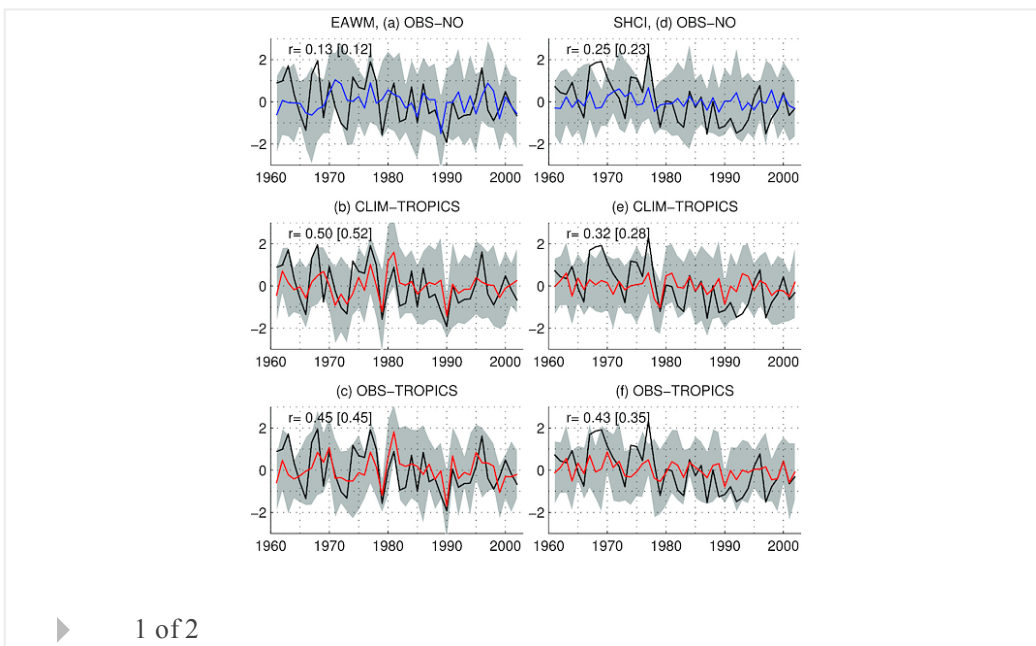 EAWM, (a) OBS−NO
r= 0.13 [0.12]
2
0
−2
1960 1970 1980 1990 2000
SHCI, (d) OBS−NO
r= 0.25 [0.23]
2
0
−2
1960 1970 1980 1990 2000
(b) CLIM−TROPICS
r= 0.50 [0.52]
2
0
−2
1960 1970 1980 1990 2000
(e) CLIM−TROPICS
r= 0.32 [0.28]
2
0
−2
1960 1970 1980 1990 2000
(c) OBS−TROPICS
r= 0.45 [0.45]
2
0
−2
1960 1970 1980 1990 2000
(f) OBS−TROPICS
r= 0.43 [0.35]
2
0
−2
1960 1970 1980 1990 2000
1 of 2